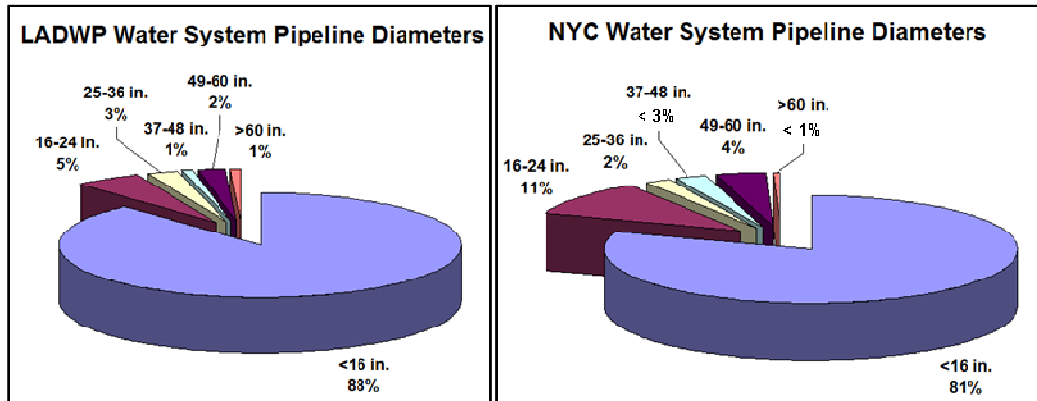 LADWP Water System Pipeline Diameters
49-60 in.
2%
25-36 in.
3%
37-48 in.
1%
>60 in.
1%
16-24 in.
5%
<16 in.
88%
NYC Water System Pipeline Diameters
37-48 in.
< 3%
>60 in.
< 1%
49-60 in.
4%
25-36 in.
2%
16-24 in.
11%
<16 in.
81%